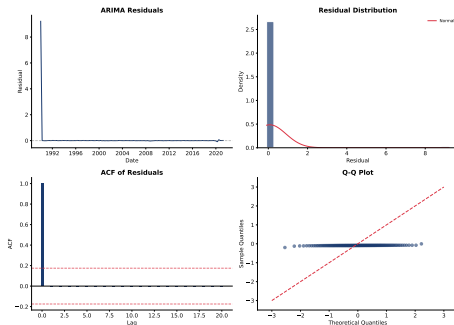 ARIMA Residuals
Residual
8
6
4
2
0
1992 1996 2000 2004 2008 2012 2016 2020
Date
Residual Distribution
Normal
Density
2.5
2.0
1.5
1.0
0.5
0.0
0 2 4 6 8
Residual
ACF of Residuals
ACF
1.0
0.8
0.6
0.4
0.2
0.0
−0.2
0.0 2.5 5.0 7.5 10.0 12.5 15.0 17.5 20.0
Lag
Q-Q Plot
Sample Quantiles
3
2
1
0
−1
−2
−3
−3 −2 −1 0 1 2 3
Theoretical Quantiles